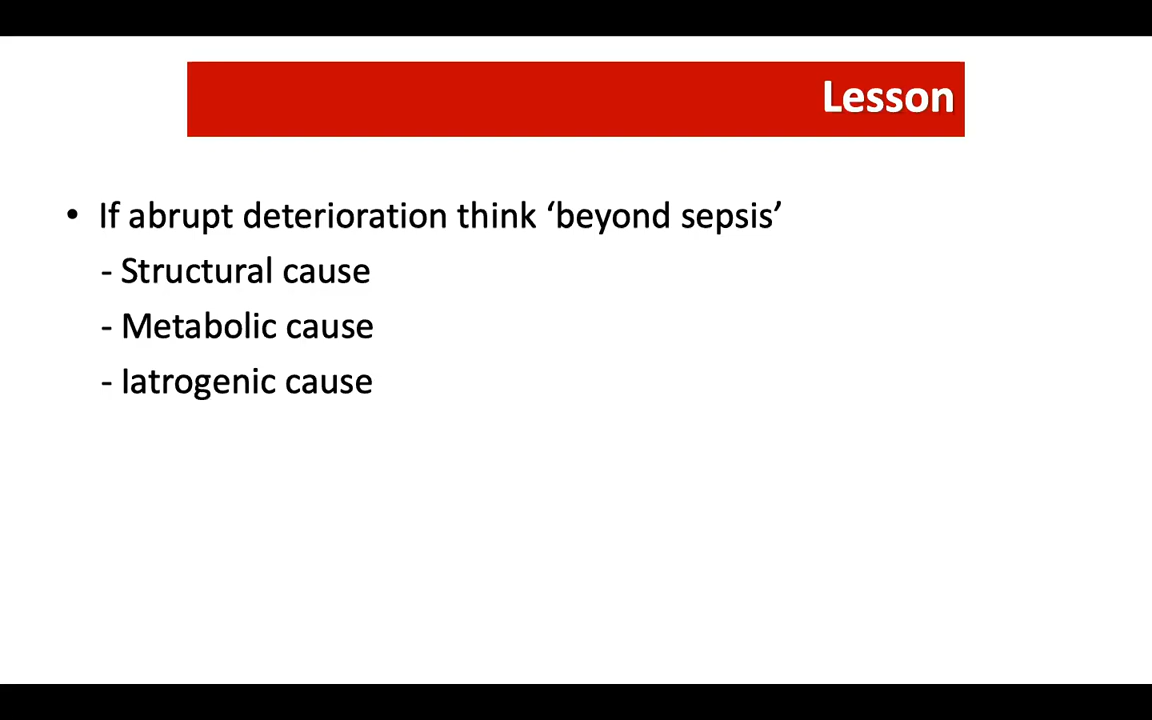 Lesson
• If abrupt deterioration think ‘beyond sepsis’
- Structural cause
- Metabolic cause
- Iatrogenic cause